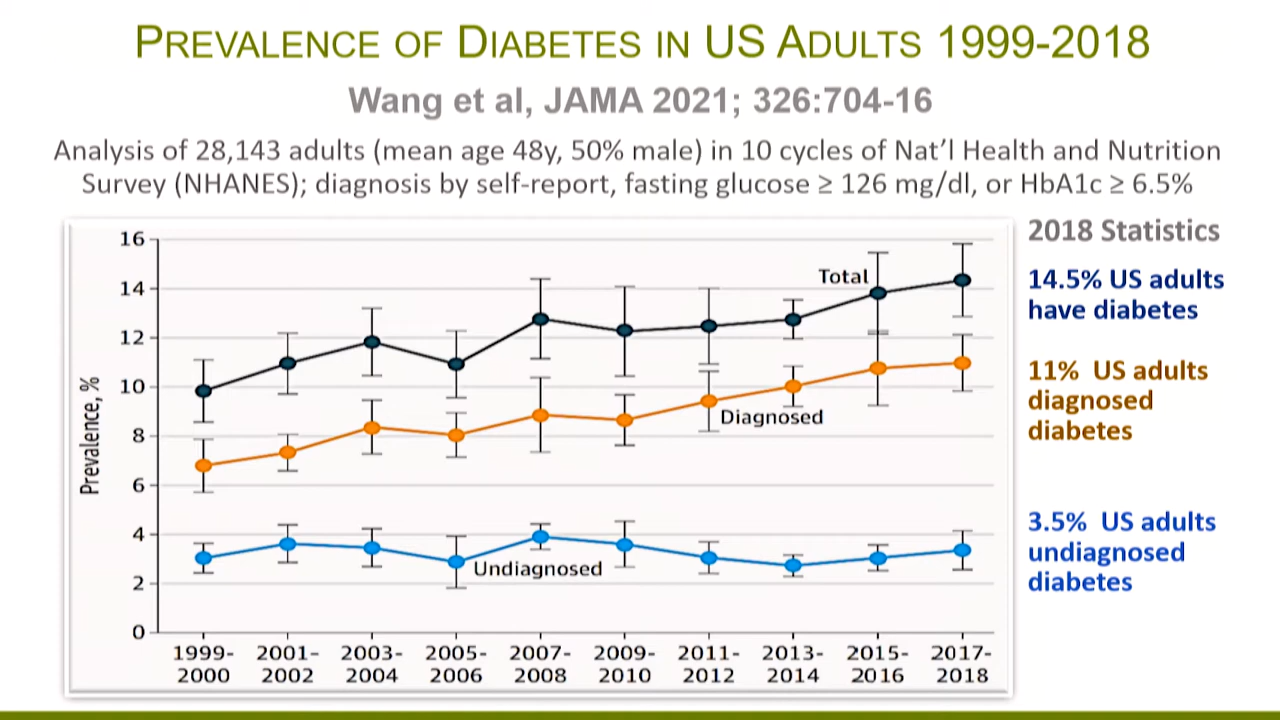 PREVALENCE OF DIABETES IN US ADULTS 1999-2018
Wang et al, JAMA 2021; 326:704-16
Analysis of 28,143 adults (mean age 48y, 50% male) in 10 cycles of Nat'l Health and Nutrition
Survey (NHANES); diagnosis by self-report, fasting glucose ≥ 126 mg/dl, or HbA1c ≥ 6.5%
Prevalence, %
16
14
12
10
8
6
4
2
0
Total
Diagnosed
Undiagnosed
1999-
2000
2001-
2002
2003-
2004
2005-
2006
2007-
2008
2009-
2010
2011-
2012
2013-
2014
2015-
2016
2017-
2018
2018 Statistics
14.5% US adults
have diabetes
11%  US adults
diagnosed
diabetes
3.5%  US adults
undiagnosed
diabetes